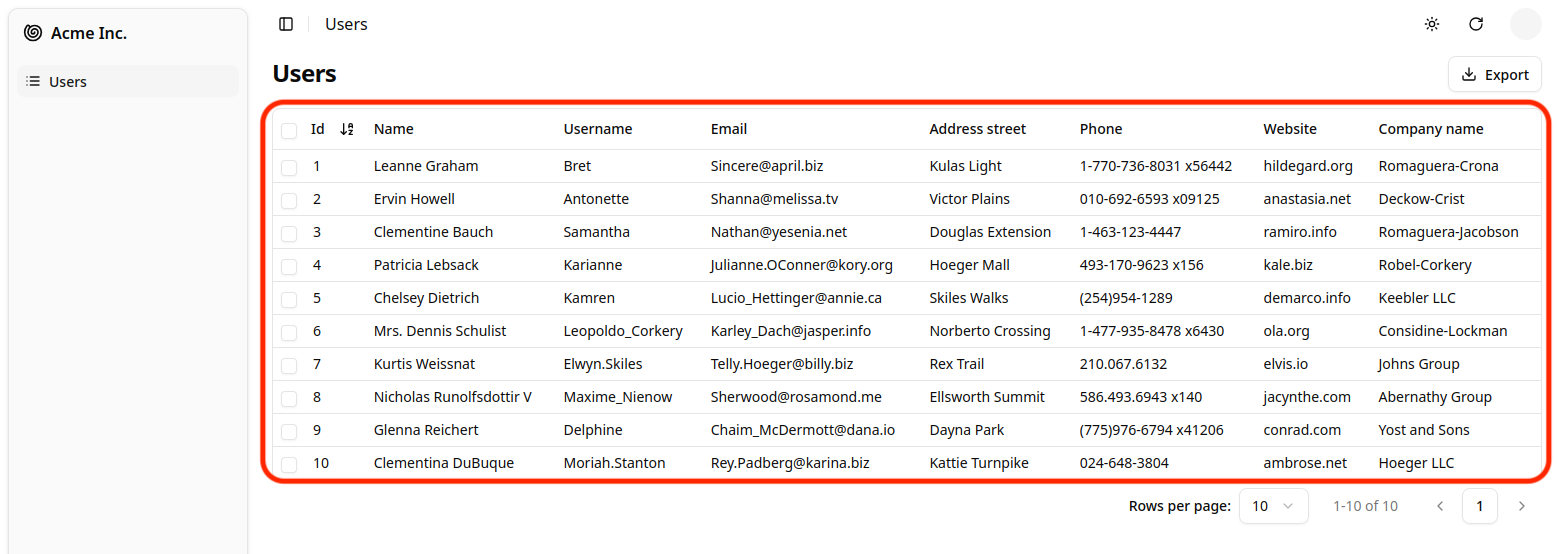 Acme Inc.
Users
Users
Users
Export
Id Name Username Email Address street Phone Website Company name
1 Leanne Graham Bret Sincere@april.biz Kulas Light 1-770-736-8031 x56442 hildegard.org Romaguera-Crona
2 Ervin Howell Antonette Shanna@melissa.tv Victor Plains 010-692-6593 x09125 anastasia.net Deckow-Crist
3 Clementine Bauch Samantha Nathan@yesenia.net Douglas Extension 1-463-123-4447 ramiro.info Romaguera-Jacobson
4 Patricia Lebsack Karianne Julianne.OConner@kory.org Hoeger Mall 493-170-9623 x156 kale.biz Robel-Corkery
5 Chelsey Dietrich Kamren Lucio_Hettinger@annie.ca Skiles Walks (254)954-1289 demarco.info Keebler LLC
6 Mrs. Dennis Schulist Leopoldo_Corkery Karley_Dach@jasper.info Norberto Crossing 1-477-935-8478 x6430 ola.org Considine-Lockman
7 Kurtis Weissnat Elwyn.Skiles Telly.Hoeger@billy.biz Rex Trail 210.067.6132 elvis.io Johns Group
8 Nicholas Runolfsdottir V Maxime_Nienow Sherwood@rosamond.me Ellsworth Summit 586.493.6943 x140 jacynthe.com Abernathy Group
9 Glenna Reichert Delphine Chaim_McDermott@dana.io Dayna Park (775)976-6794 x41206 conrad.com Yost and Sons
10 Clementina DuBuque Moriah.Stanton Rey.Padberg@karina.biz Kattie Turnpike 024-648-3804 ambrose.net Hoeger LLC
Rows per page: 10 1-10 of 10 1